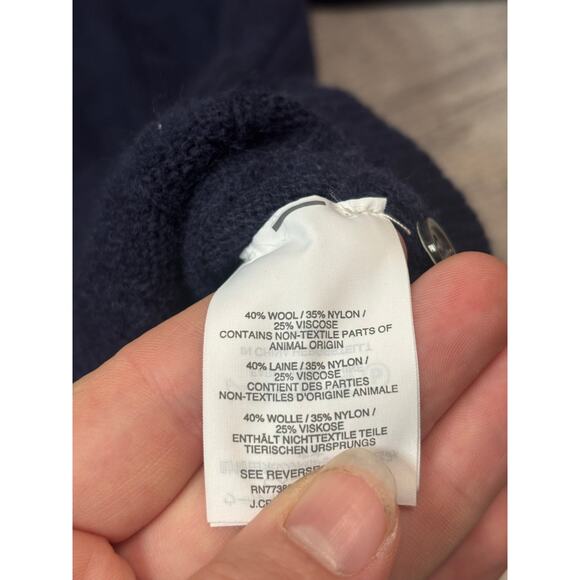 40% WOOL / 35% NYLON /
25% VISCOSE
CONTAINS NON-TEXTILE PARTS OF
ANIMAL ORIGIN
40% LAINE / 35% NYLON /
25% VISCOSE
CONTIENT DES PARTIES
NON-TEXTILES D'ORIGINE ANIMALE
40% WOLLE / 35% NYLON /
25% VISKOSE
ENTHÄLT NICHTTEXTILE TEILE
TIERISCHEN URSPRUNGS
SEE